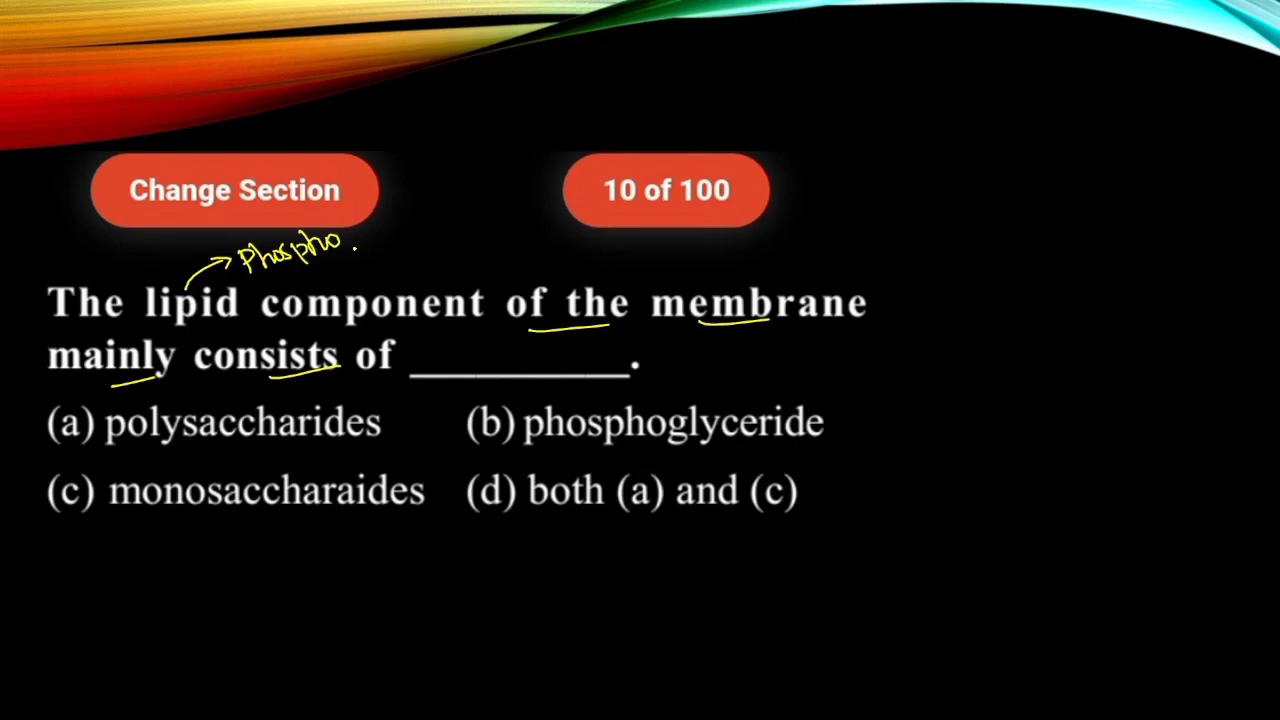 Change Section
10 of 100
Phospho.
The lipid component of the membrane
mainly consists of ___________.
(a) polysaccharides (b) phosphoglyceride
(c) monosaccharaides (d) both (a) and (c)